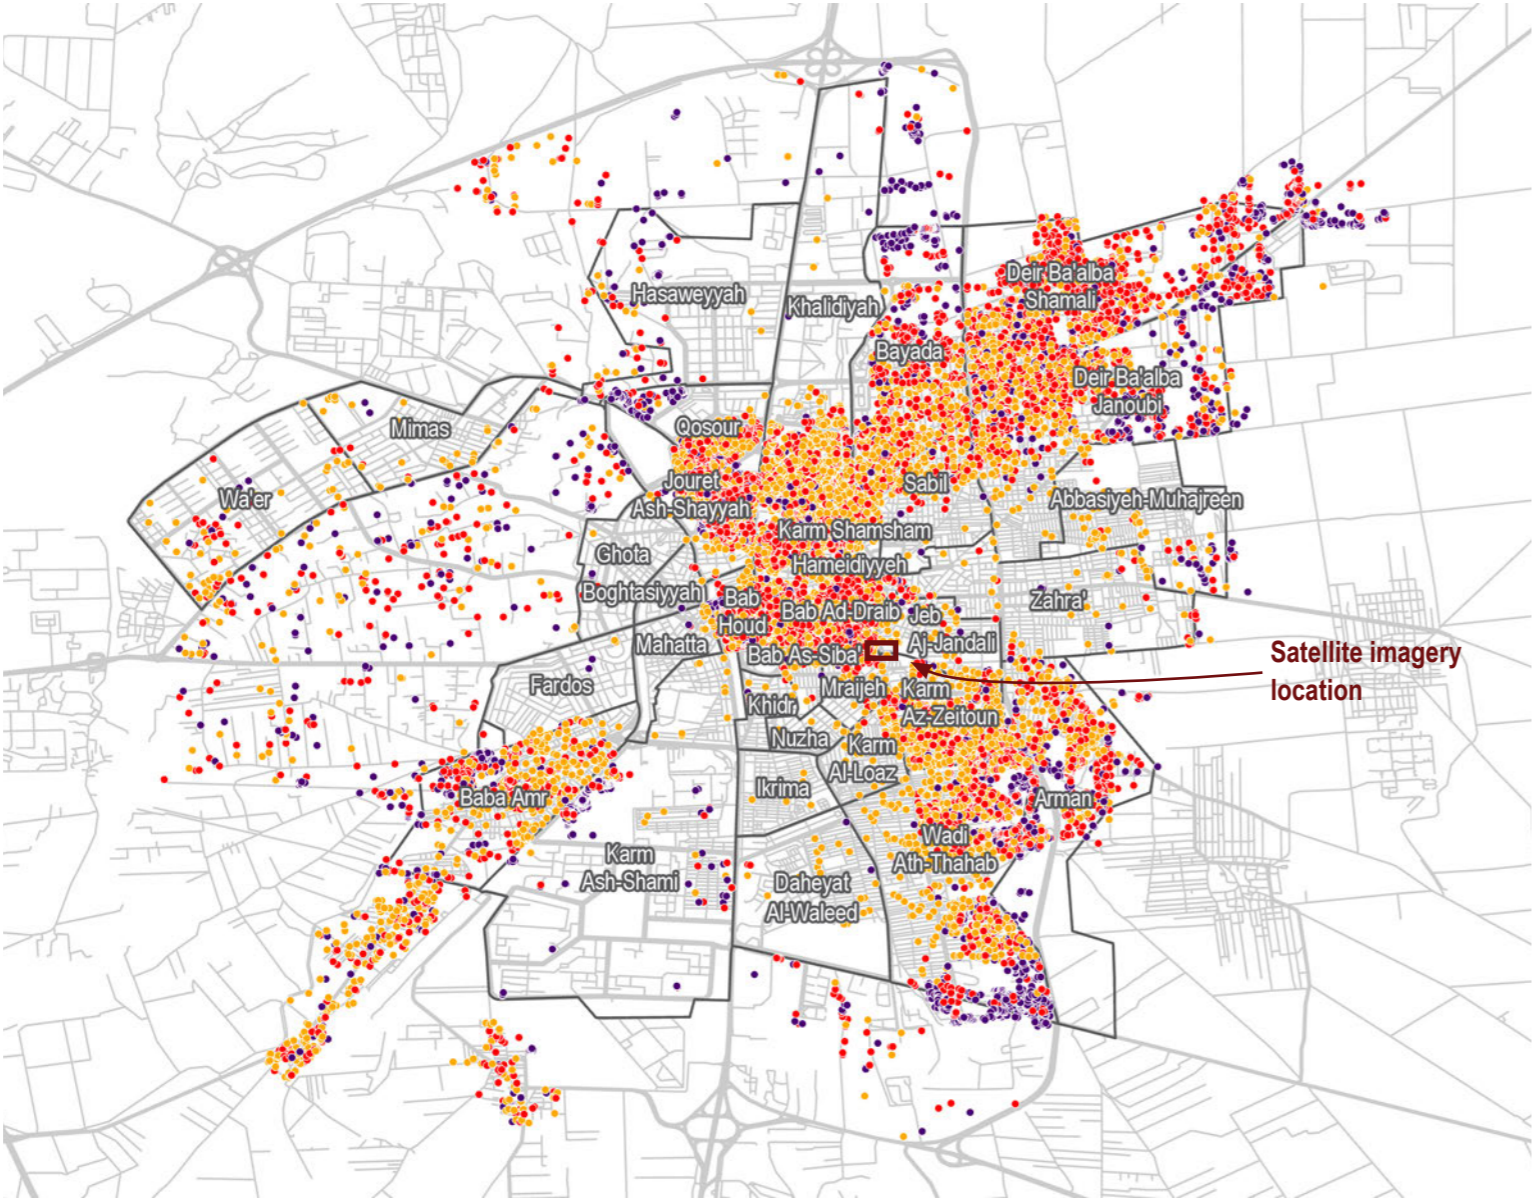 Hasaweyyah
Khalidiyah
Deir Ba'alba
Shamali
Bayada
Deir Ba'alba
Janoubi
Mimas
Qosour
Wa'er
Jouret
Ash-Shayyah
Sabil
Abbasiyeh-Muhajreen
Karm Shamsham
Ghota
Hameidiyyeh
Boghtasiyyah
Bab
Houd
Bab Ad-Draib
Jeb
Aj-Jandali
Zahra'
Mahatta
Bab As-Siba'
Satellite imagery
location
Fardos
Khidr
Mraijeh
Karm
Az-Zeitoun
Nuzha
Karm
Al-Loaz
Ikrima
Baba Amr
Arman
Wadi
Ath-Thahab
Karm
Ash-Shami
Daheyat
Al-Waleed